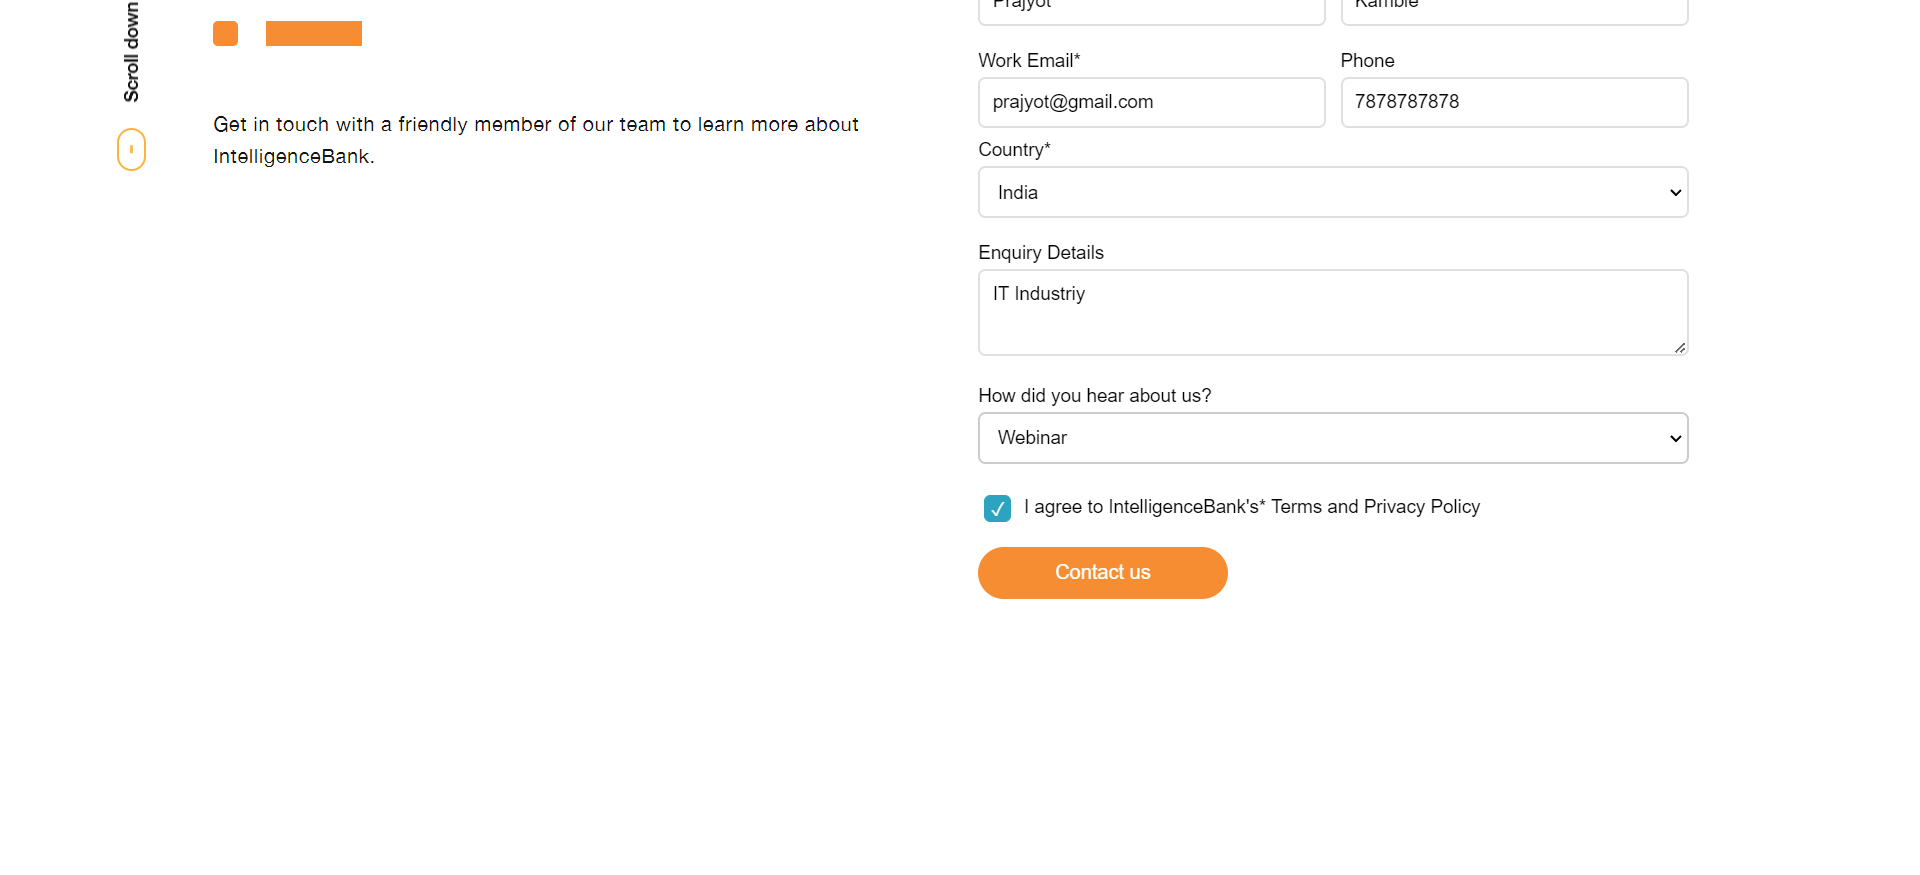 Scroll down
Get in touch with a friendly member of our team to learn more about
IntelligenceBank.
Prajyot
Kamble
Work Email*
Phone
prajyot@gmail.com
7878787878
Country*
India
Enquiry Details
IT Industriy
How did you hear about us?
Webinar
I agree to IntelligenceBank's* Terms and Privacy Policy
Contact us